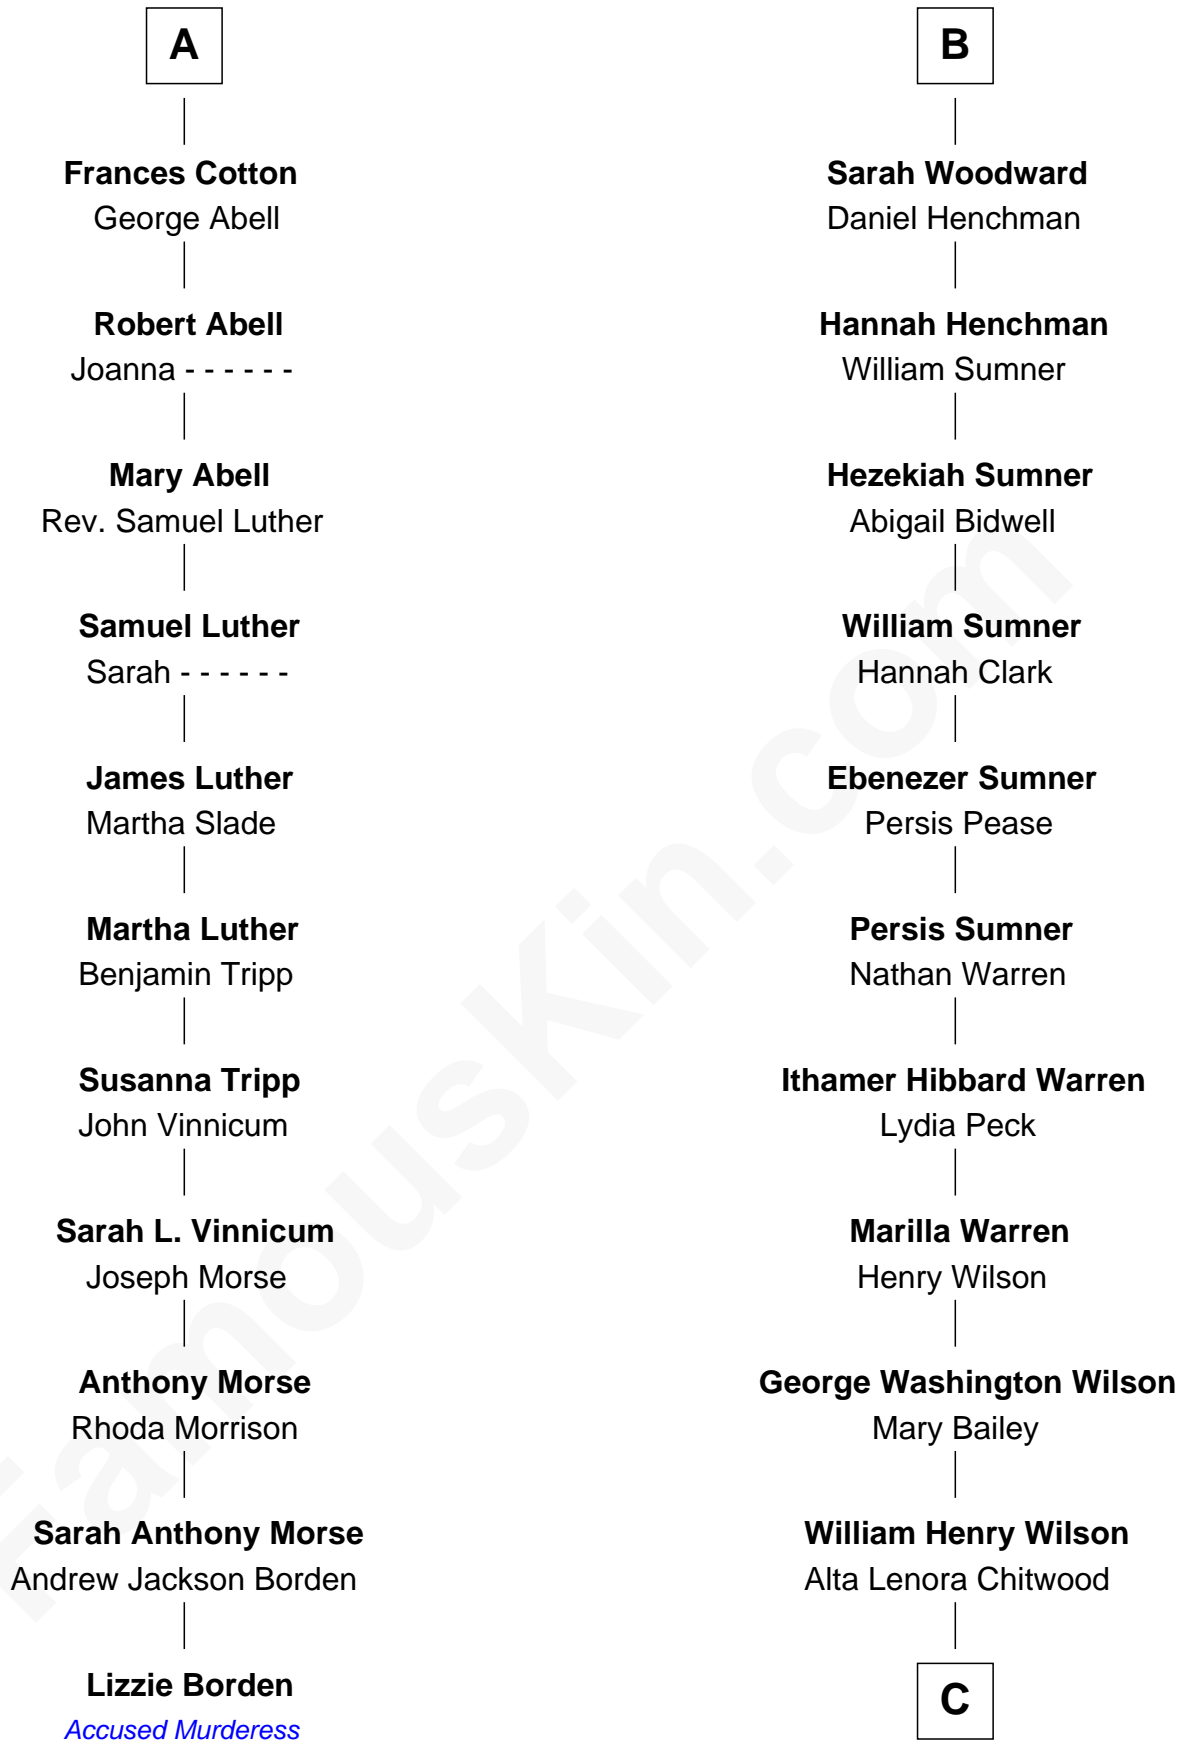 A
Frances Cotton
George Abell
Robert Abell
Joanna - - - - - -
Mary Abell
Rev. Samuel Luther
Samuel Luther
Sarah - - - - - -
James Luther
Martha Slade
Martha Luther
Benjamin Tripp
Susanna Tripp
John Vinnicum
Sarah L. Vinnicum
Joseph Morse
Anthony Morse
Rhoda Morrison
Sarah Anthony Morse
Andrew Jackson Borden
Lizzie Borden
Accused Murderess
B
Sarah Woodward
Daniel Henchman
Hannah Henchman
William Sumner
Hezekiah Sumner
Abigail Bidwell
William Sumner
Hannah Clark
Ebenezer Sumner
Persis Pease
Persis Sumner
Nathan Warren
Ithamer Hibbard Warren
Lydia Peck
Marilla Warren
Henry Wilson
George Washington Wilson
Mary Bailey
William Henry Wilson
Alta Lenora Chitwood
C
FamousKin.com